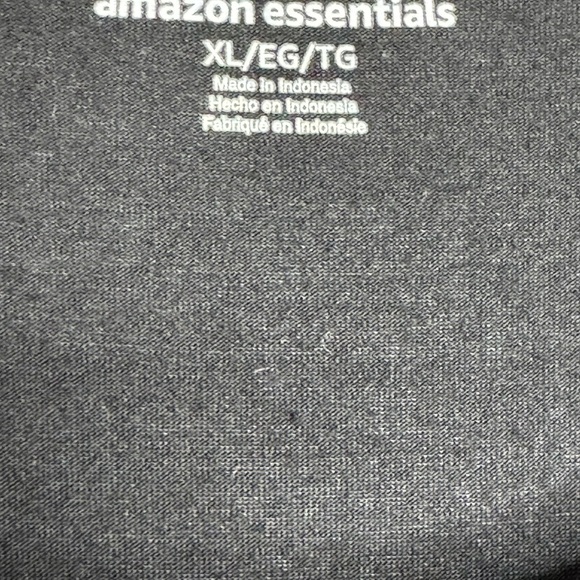 amazon essentials
XL/EG/TG
Made in Indonesia
Hecho en Indonesia
Fabriqué en Indonésie